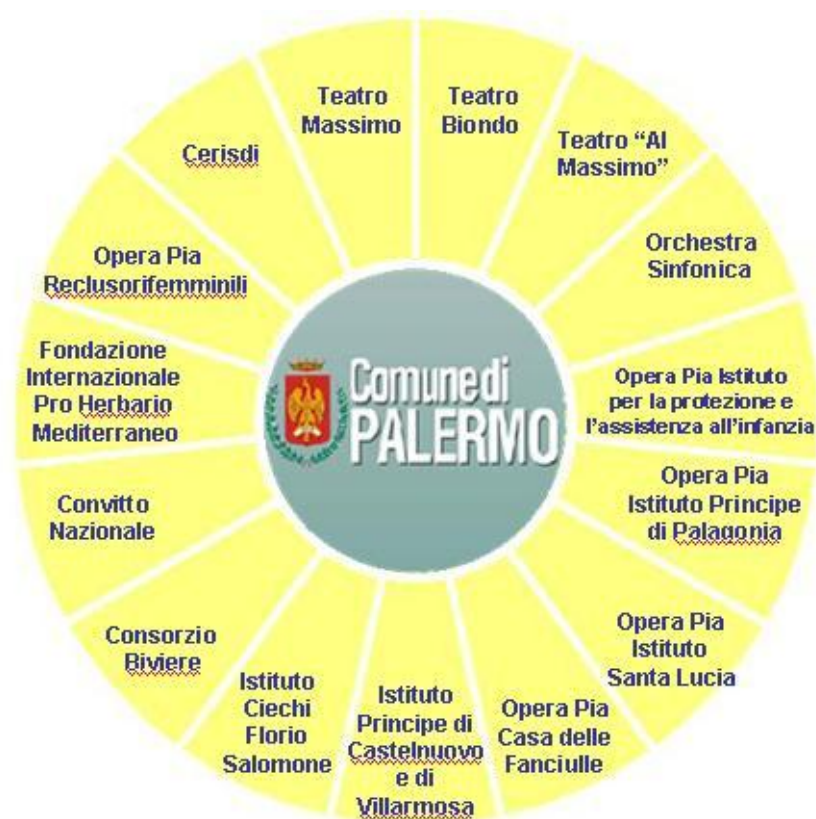 Teatro
Massimo
Teatro
Biondo
Teatro “Al
Massimo”
Orchestra
Sinfonica
Opera Pia Istituto
per la protezione e
l’assistenza all’infanzia
Opera Pia
Istituto Principe
di Palagonia
Opera Pia
Istituto
Santa Lucia
Opera Pia
Casa delle
Fanciulle
Istituto
Principe di
Castelnuovo
e di
Villarmosa
Istituto
Ciechi
Florio
Salomone
Consorzio
Biviere
Convitto
Nazionale
Fondazione
Internazionale
Pro Herbario
Mediterraneo
Opera Pia
Reclusorifemminili
Cerisdi
Comune di
PALERMO